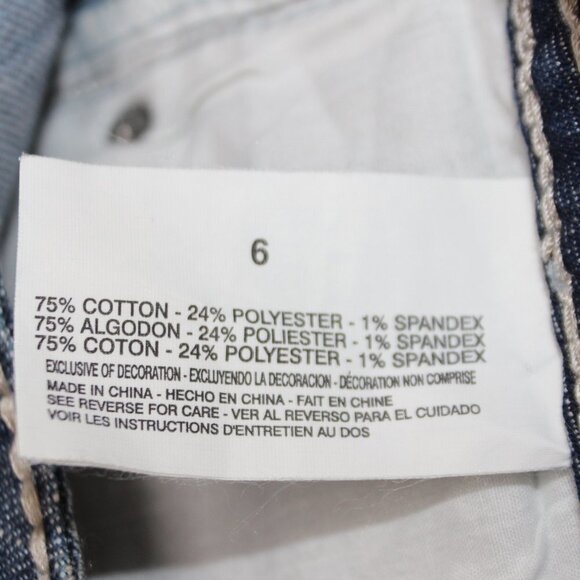 6
75% COTTON - 24% POLYESTER - 1% SPANDEX
75% ALGODON - 24% POLIESTER - 1% SPANDEX
75% COTON - 24% POLYESTER - 1% SPANDEX
EXCLUSIVE OF DECORATION - EXCLUYENDO LA DECORACION - DÉCORATION NON COMPRISE
MADE IN CHINA - HECHO EN CHINA - FAIT EN CHINE
SEE REVERSE FOR CARE - VER AL REVERSO PARA EL CUIDADO
VOIR LES INSTRUCTIONS D'ENTRETIEN AU DOS